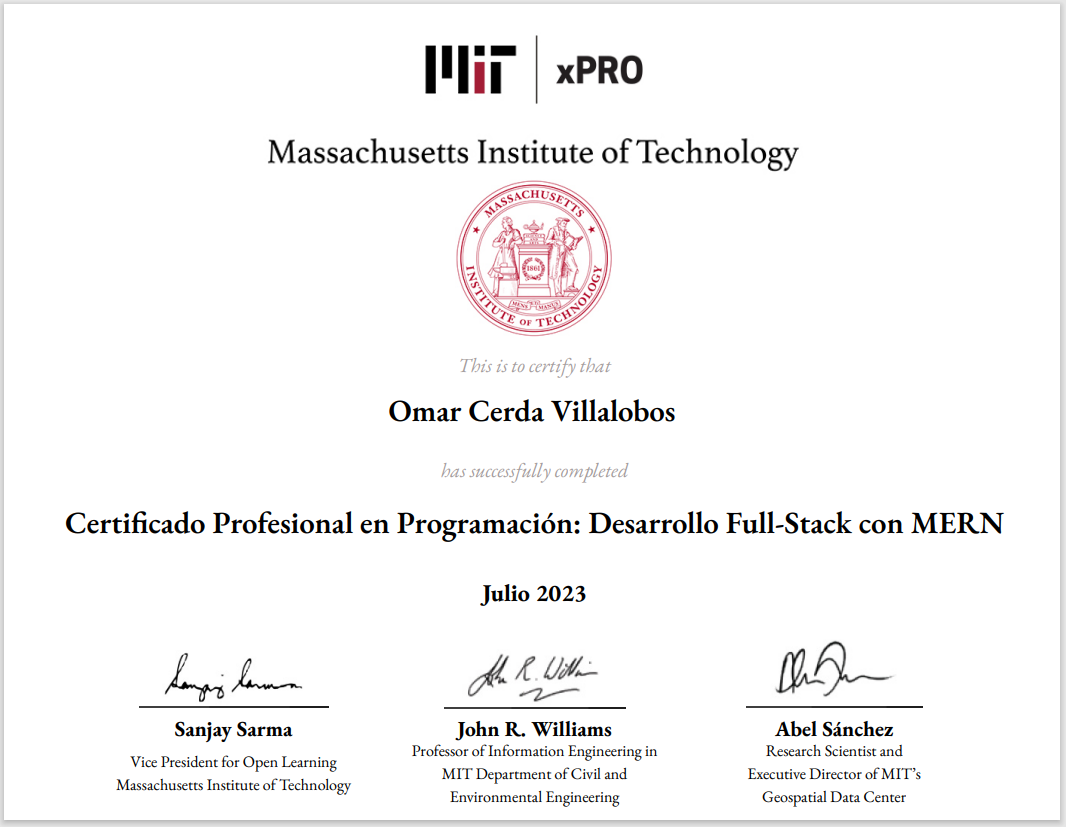 MIT xPRO
Massachusetts Institute of Technology
MASSACHUSETTS
INSTITUTE OF TECHNOLOGY
1861
MENS ET MANUS
This is to certify that
Omar Cerda Villalobos
has successfully completed
Certificado Profesional en Programación: Desarrollo Full-Stack con MERN
Julio 2023
Sanjay Sarma
John R. Williams
Abel Sánchez
Vice President for Open Learning
Massachusetts Institute of Technology
Professor of Information Engineering in
MIT Department of Civil and
Environmental Engineering
Research Scientist and
Executive Director of MIT’s
Geospatial Data Center